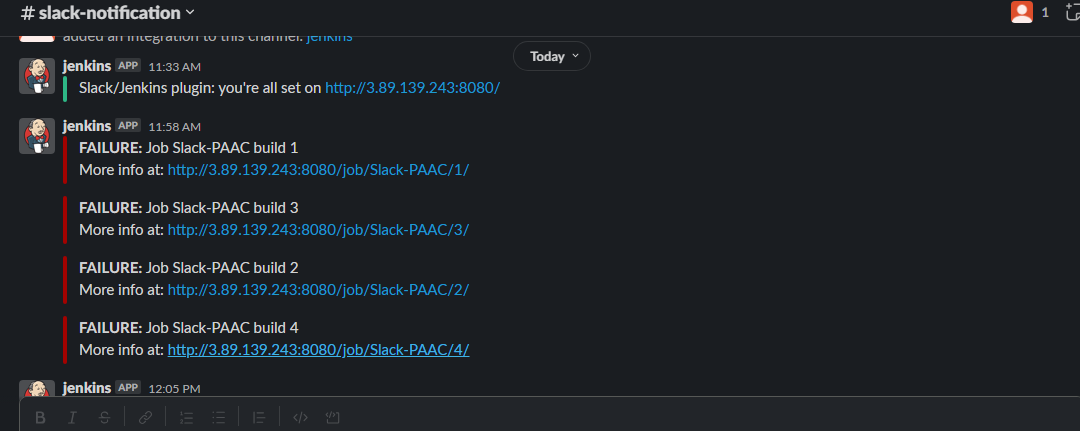 # slack-notification
1
added an integration to this channel: jenkins
Today
jenkins APP 11:33 AM
Slack/Jenkins plugin: you're all set on http://3.89.139.243:8080/
jenkins APP 11:58 AM
FAILURE: Job Slack-PAAC build 1
More info at: http://3.89.139.243:8080/job/Slack-PAAC/1/
FAILURE: Job Slack-PAAC build 3
More info at: http://3.89.139.243:8080/job/Slack-PAAC/3/
FAILURE: Job Slack-PAAC build 2
More info at: http://3.89.139.243:8080/job/Slack-PAAC/2/
FAILURE: Job Slack-PAAC build 4
More info at: http://3.89.139.243:8080/job/Slack-PAAC/4/
jenkins APP 12:05 PM